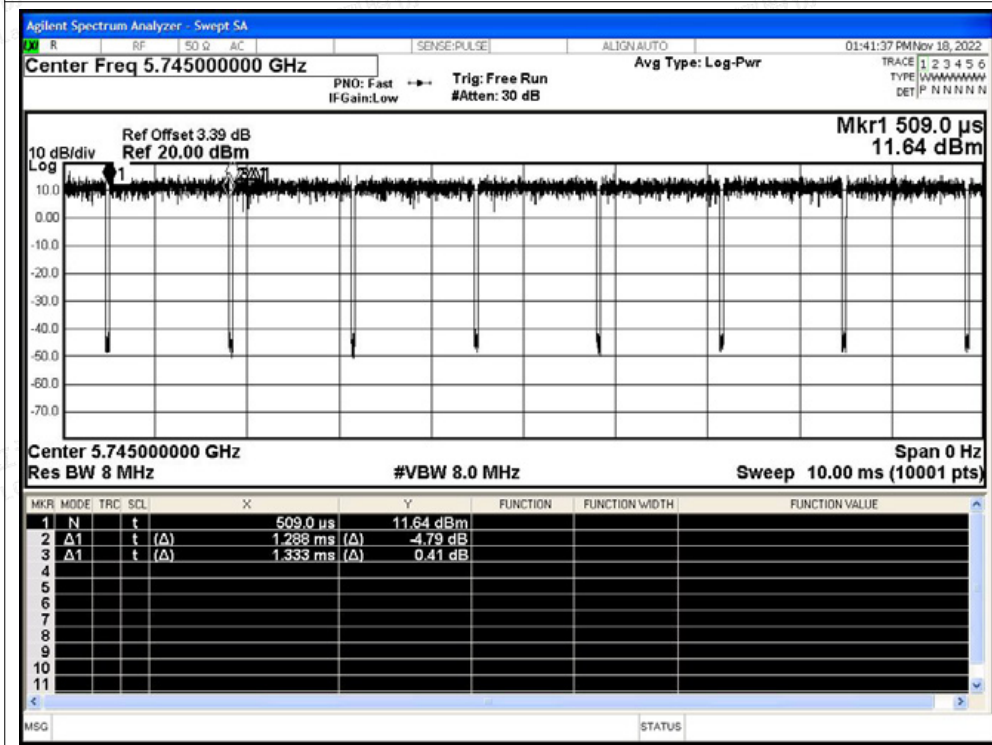 Agilent Spectrum Analyzer - Swept SA
LXI R RF 50 Ω AC SENSE:PULSE ALIGN AUTO 01:41:37 PM Nov 18, 2022
Center Freq 5.745000000 GHz
Avg Type: Log-Pwr
TRACE 1 2 3 4 5 6
TYPE WWWWWW
DET P N N N N N
PNO: Fast
IFGain:Low
Trig: Free Run
#Atten: 30 dB
Mkr1 509.0 µs
11.64 dBm
Ref Offset 3.39 dB
10 dB/div Ref 20.00 dBm
Log
1
10.0
0.00
-10.0
-20.0
-30.0
-40.0
-50.0
-60.0
-70.0
Center 5.745000000 GHz Span 0 Hz
Res BW 8 MHz #VBW 8.0 MHz Sweep 10.00 ms (10001 pts)
MKR MODE TRC SCL X Y FUNCTION FUNCTION WIDTH FUNCTION VALUE
1 N t 509.0 µs 11.64 dBm
2 Δ1 t (Δ) 1.288 ms (Δ) -4.79 dB
3 Δ1 t (Δ) 1.333 ms (Δ) 0.41 dB
4
5
6
7
8
9
10
11
MSG STATUS